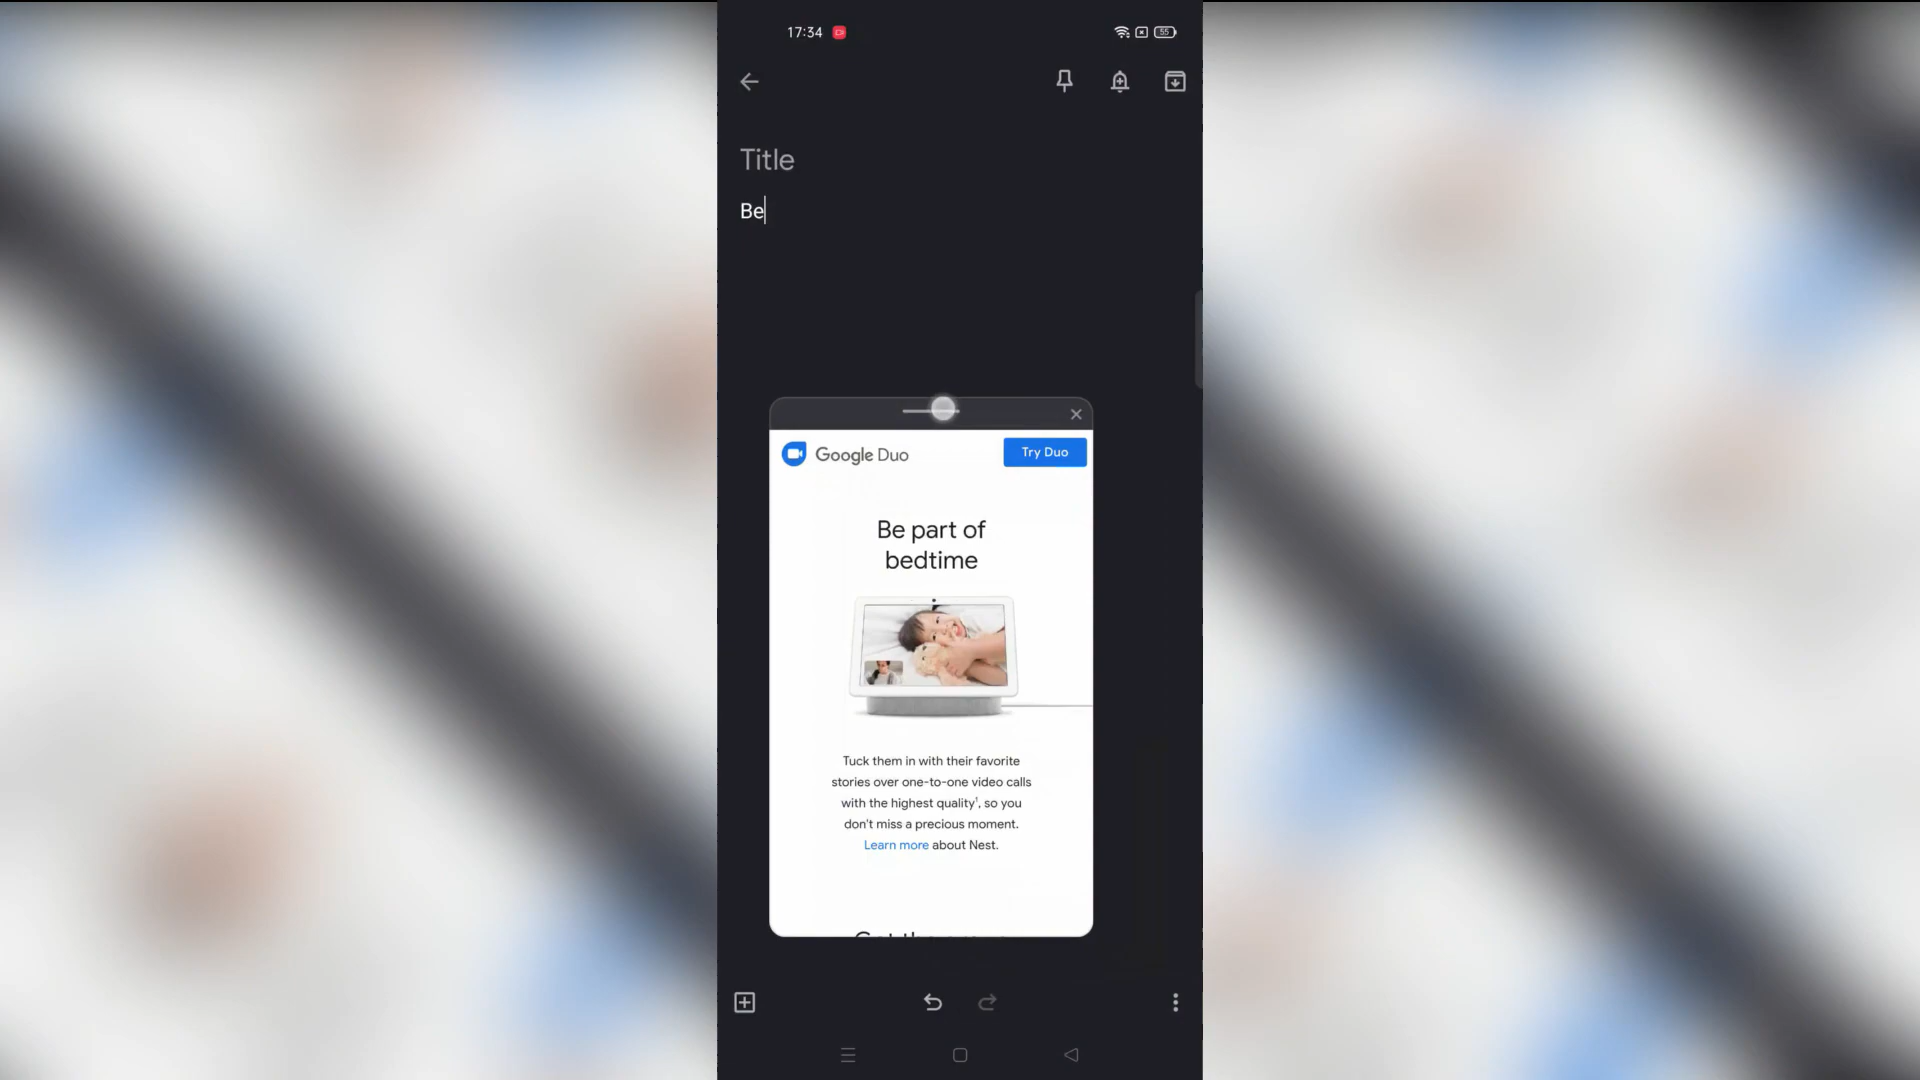 17:34
55
Title
Be
Google Duo
Try Duo
Be part of
bedtime
Tuck them in with their favorite
stories over one-to-one video calls
with the highest quality¹, so you
don't miss a precious moment.
Learn more about Nest.